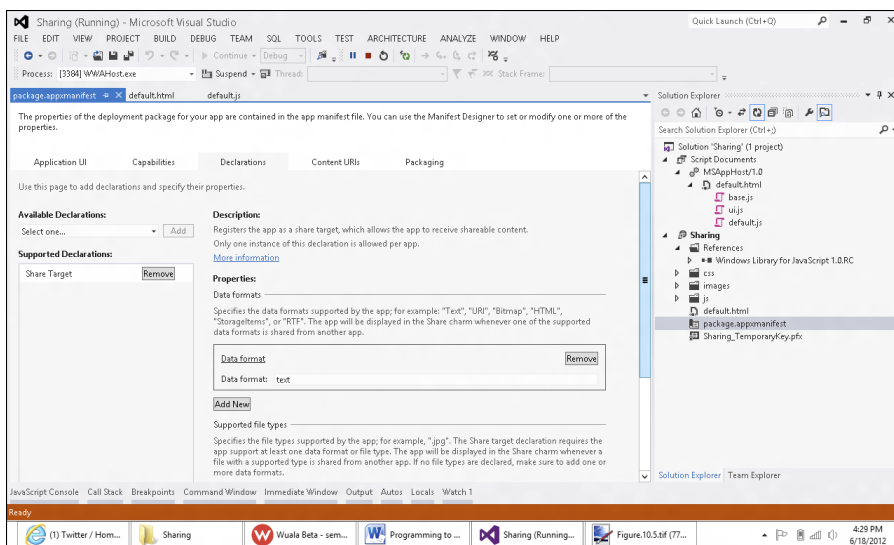 Sharing (Running) - Microsoft Visual Studio
Quick Launch (Ctrl+Q)
FILE EDIT VIEW PROJECT BUILD DEBUG TEAM SQL TOOLS TEST ARCHITECTURE ANALYZE WINDOW HELP
Continue Debug
Process: [3384] WWAHost.exe Suspend Thread: Stack Frame:
package.appxmanifest default.html default.js
The properties of the deployment package for your app are contained in the app manifest file. You can use the Manifest Designer to set or modify one or more of the
properties.
Application UI Capabilities Declarations Content URIs Packaging
Use this page to add declarations and specify their properties.
Available Declarations:
Select one... Add
Supported Declarations:
Share Target Remove
Description:
Registers the app as a share target, which allows the app to receive shareable content.
Only one instance of this declaration is allowed per app.
More information
Properties:
Data formats
Specifies the data formats supported by the app; for example: "Text", "URI", "Bitmap", "HTML",
"StorageItems", or "RTF". The app will be displayed in the Share charm whenever one of the supported
data formats is shared from another app.
Data format Remove
Data format: text
Add New
Supported file types
Specifies the file types supported by the app; for example, ".jpg". The Share target declaration requires the
app support at least one data format or file type. The app will be displayed in the Share charm whenever a
file with a supported type is shared from another app. If no file types are declared, make sure to add one or
more data formats.
Solution Explorer
Search Solution Explorer (Ctrl+;)
Solution 'Sharing' (1 project)
Script Documents
MSAppHost/1.0
default.html
base.js
ui.js
default.js
Sharing
References
Windows Library for JavaScript 1.0.RC
css
images
js
default.html
package.appxmanifest
Sharing_TemporaryKey.pfx
Solution Explorer Team Explorer
JavaScript Console Call Stack Breakpoints Command Window Immediate Window Output Autos Locals Watch 1
Ready
(1) Twitter / Hom... Sharing Wuala Beta - sem... Programming to ... Sharing (Running... Figure.10.5.tif (77...
4:29 PM
6/18/2012